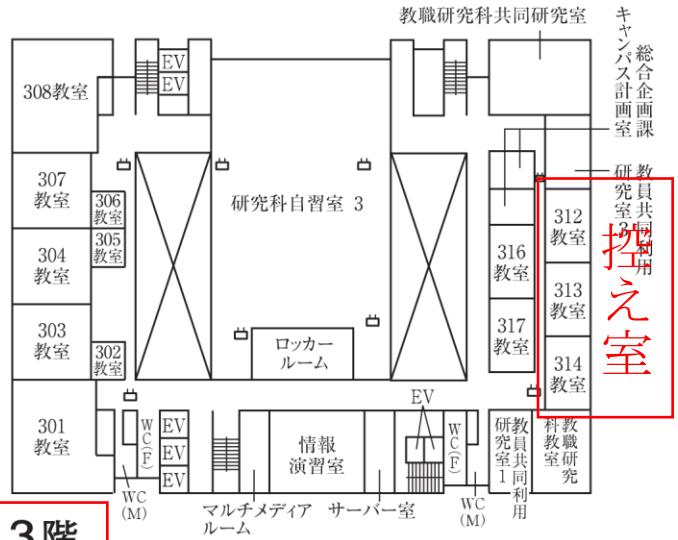 教職研究科共同研究室
キャンパス計画室
総合企画課
308教室
EV
EV
307
教室
306
教室
305
教室
304
教室
303
教室
302
教室
301
教室
研究科自習室 3
ロッカー
ルーム
教員共同利用
研究室3
312
教室
316
教室
313
教室
317
教室
314
教室
控え室
EV
WC(F)
EV
EV
EV
WC
(M)
情報
演習室
マルチメディア
ルーム
サーバー室
WC(F)
WC
(M)
教員共同利用
研究室1
教職研究
科教室
3階